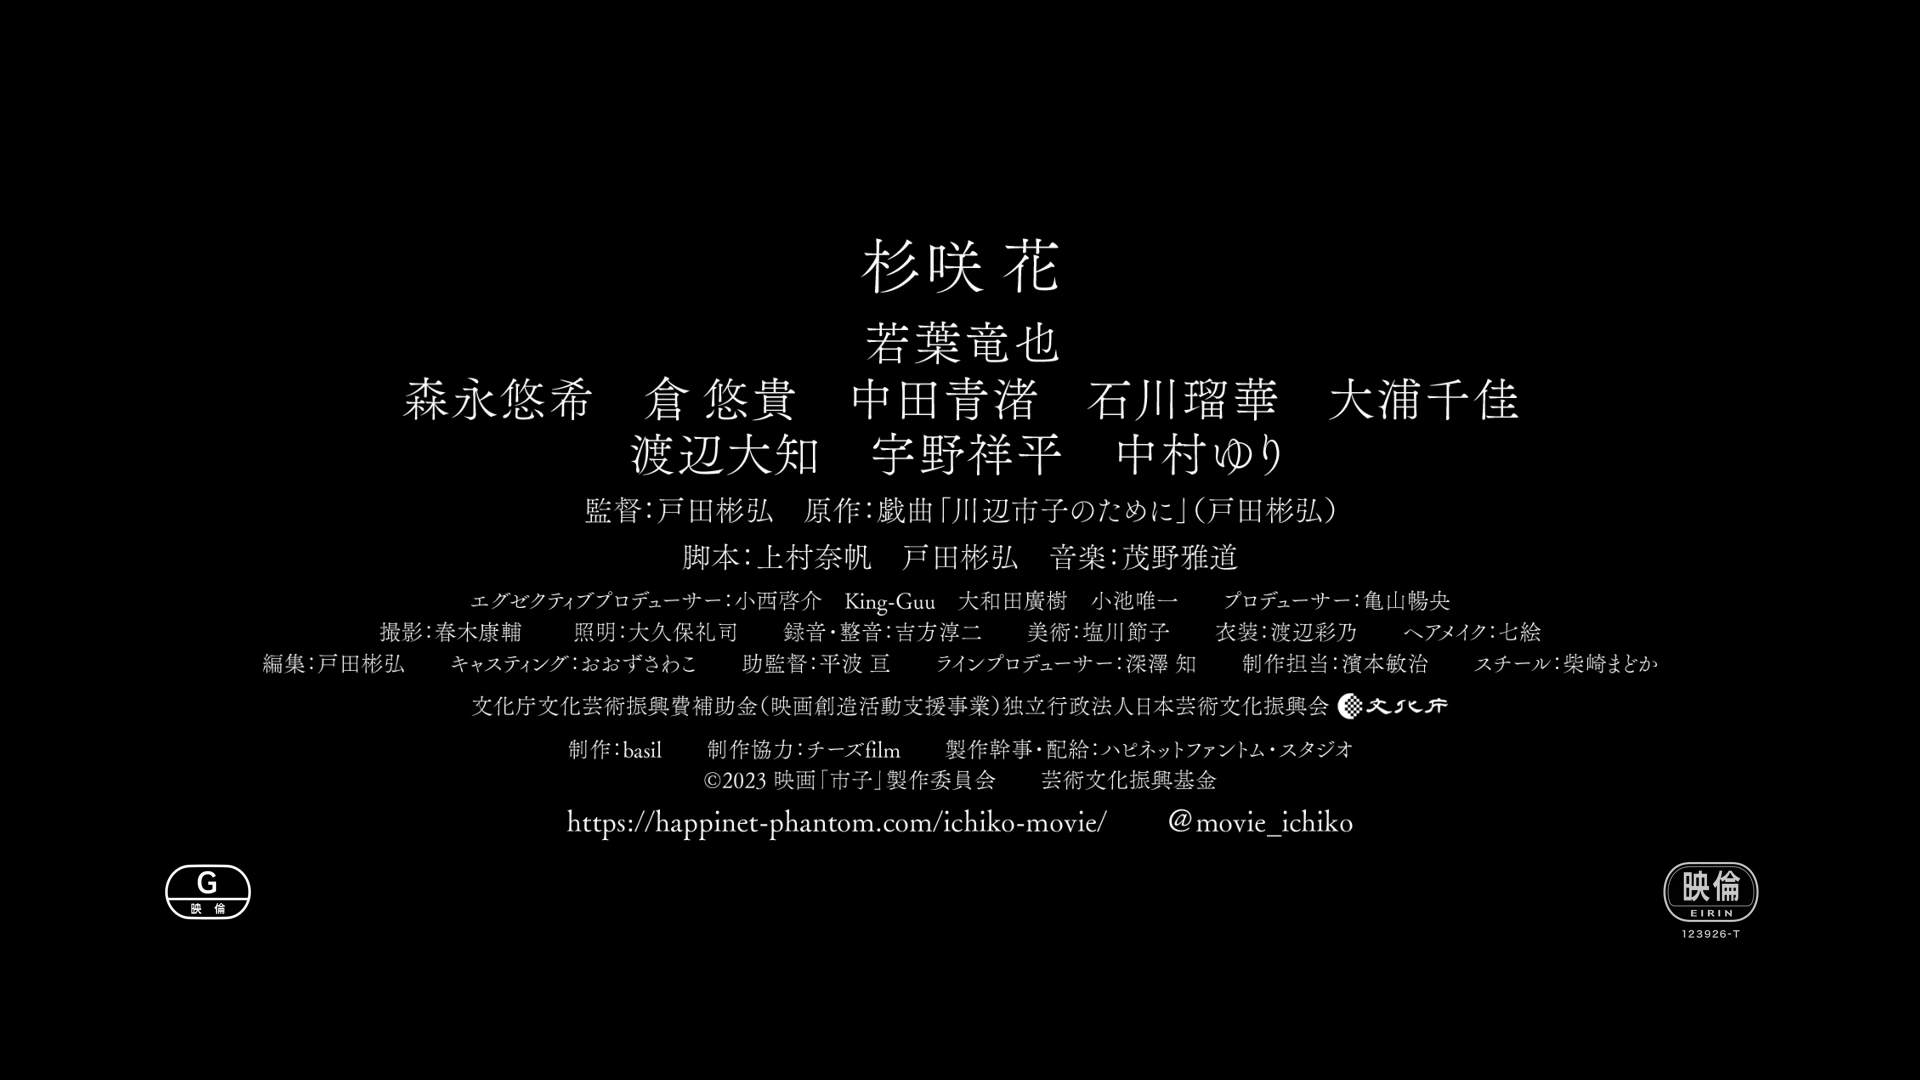 杉咲 花
若葉竜也
森永悠希　倉 悠貴　中田青渚　石川瑠華　大浦千佳
渡辺大知　宇野祥平　中村ゆり
監督：戸田彬弘　原作：戯曲「川辺市子のために」（戸田彬弘）
脚本：上村奈帆　戸田彬弘　音楽：茂野雅道
エグゼクティブプロデューサー：小西啓介　King-Guu　大和田廣樹　小池唯一　　プロデューサー：亀山暢央
撮影：春木康輔　　照明：大久保礼司　　録音・整音：吉方淳二　　美術：塩川節子　　衣装：渡辺彩乃　　ヘアメイク：七絵
編集：戸田彬弘　　キャスティング：おおずさわこ　　助監督：平波 亘　　ラインプロデューサー：深澤 知　　制作担当：濱本敏治　　スチール：柴崎まどか
文化庁文化芸術振興費補助金（映画創造活動支援事業）独立行政法人日本芸術文化振興会 文化庁
制作：basil　　制作協力：チーズfilm　　製作幹事・配給：ハピネットファントム・スタジオ
©2023 映画「市子」製作委員会　　芸術文化振興基金
https://happinet-phantom.com/ichiko-movie/　　@movie_ichiko
G
映倫
映倫
EIRIN
123926-T